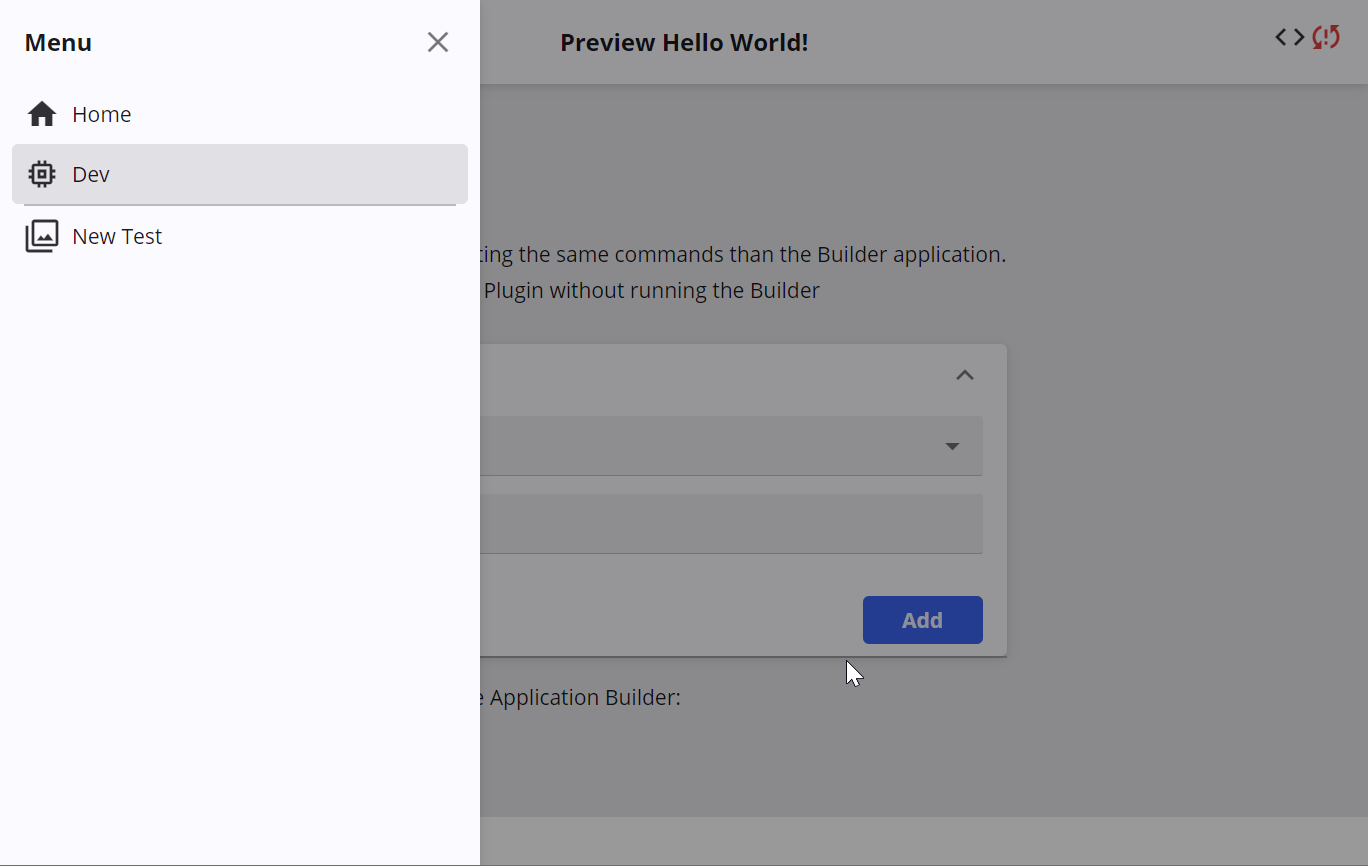 Menu
Preview Hello World!
Home
Dev
New Test
ting the same commands than the Builder application.
Plugin without running the Builder
Add
e Application Builder: